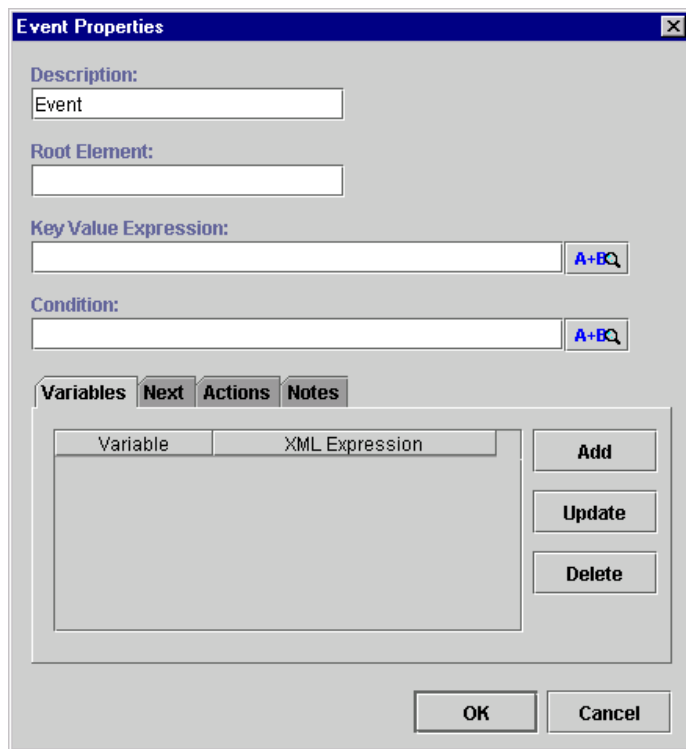 Event Properties
Description:
Event
Root Element:
Key Value Expression:
A+B
Condition:
A+B
Variables Next Actions Notes
Variable XML Expression
Add
Update
Delete
OK Cancel